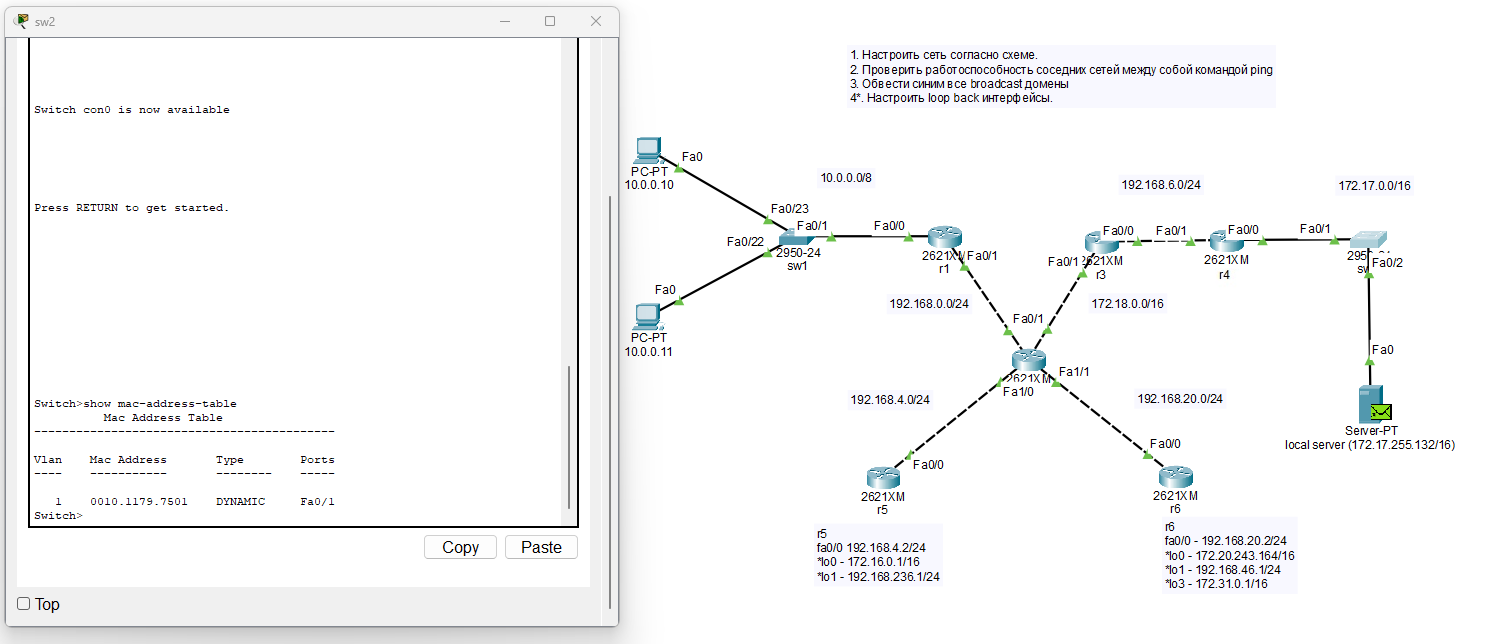 sw2
Switch con0 is now available
Press RETURN to get started.
Switch>show mac-address-table
Mac Address Table
-------------------------------------------
Vlan    Mac Address       Type        Ports
----    -----------       --------    -----
1    0010.1179.7501    DYNAMIC     Fa0/1
Switch>
Copy
Paste
Top
1. Настроить сеть согласно схеме.
2. Проверить работоспособность соседних сетей между собой командой ping
3. Обвести синим все broadcast домены
4*. Настроить loop back интерфейсы.
Fa0
PC-PT
10.0.0.10
10.0.0.0/8
192.168.6.0/24
172.17.0.0/16
Fa0/23
Fa0/1
Fa0/22
2950-24
sw1
Fa0/0
2621XM
r1
Fa0/1
Fa0/0
Fa0/1
2621XM
r3
Fa0/1
Fa0/0
2621XM
r4
Fa0/1
Fa0/2
Fa0
PC-PT
10.0.0.11
192.168.0.0/24
172.18.0.0/16
Fa0/1
2621XM
Fa1/0
Fa1/1
192.168.4.0/24
192.168.20.0/24
Fa0
Server-PT
local server (172.17.255.132/16)
Fa0/0
2621XM
r5
Fa0/0
2621XM
r6
r5
fa0/0 192.168.4.2/24
*lo0 - 172.16.0.1/16
*lo1 - 192.168.236.1/24
r6
fa0/0 - 192.168.20.2/24
*lo0 - 172.20.243.164/16
*lo1 - 192.168.46.1/24
*lo3 - 172.31.0.1/16